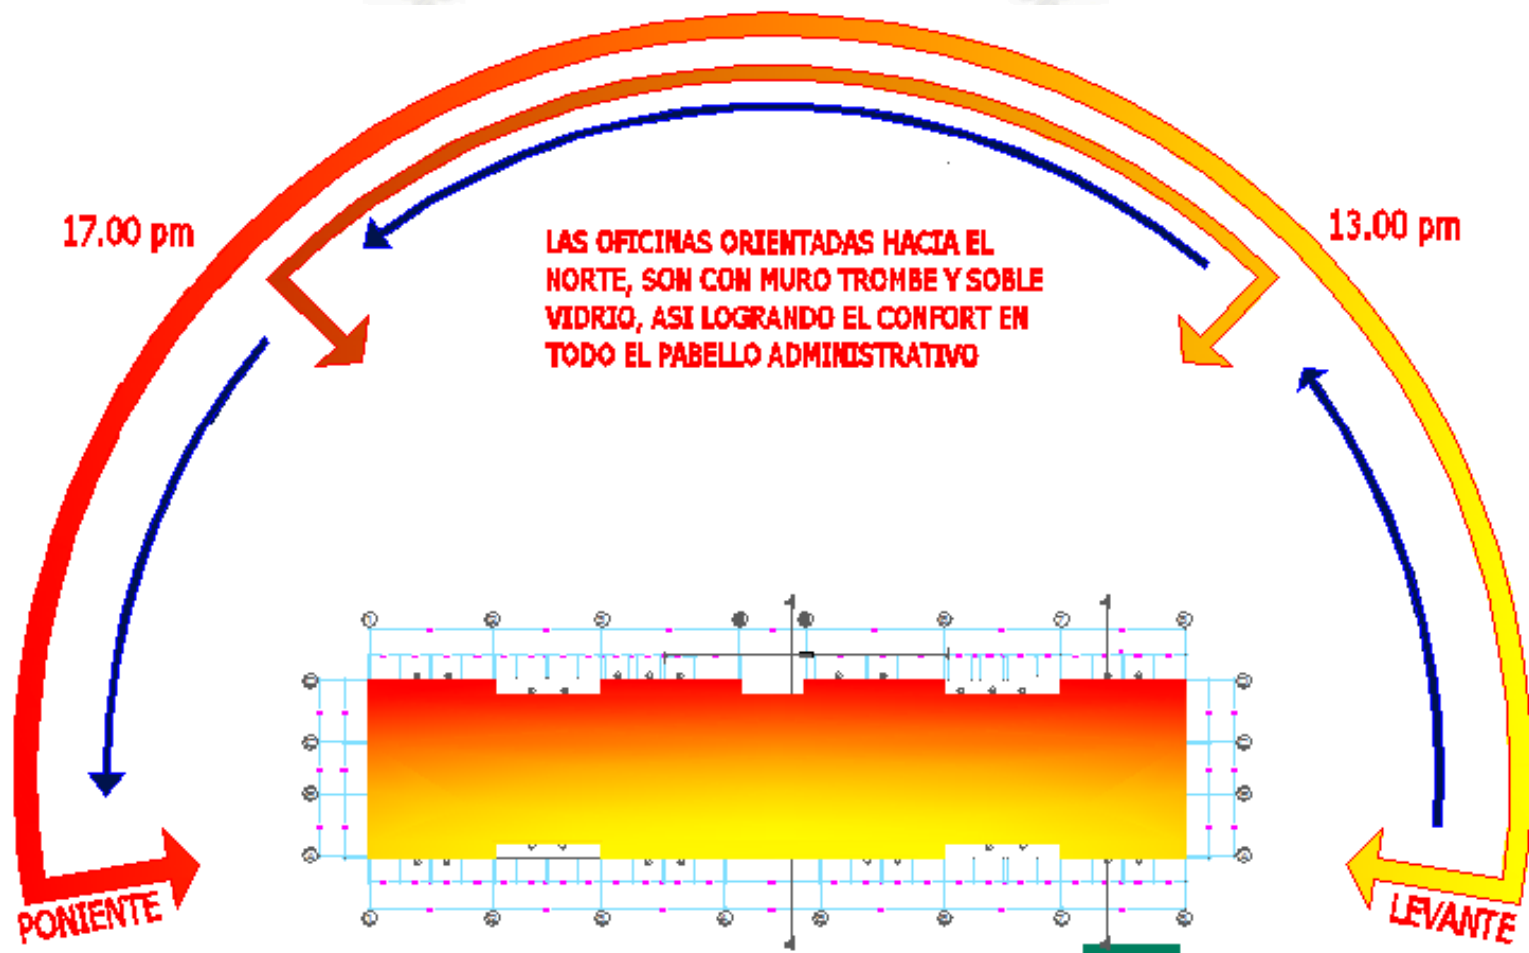 17.00 pm
13.00 pm
LAS OFICINAS ORIENTADAS HACIA EL
NORTE, SON CON MURO TROMBE Y SOBLE
VIDRIO, ASI LOGRANDO EL CONFORT EN
TODO EL PABELLO ADMINISTRATIVO
PONIENTE
LEVANTE